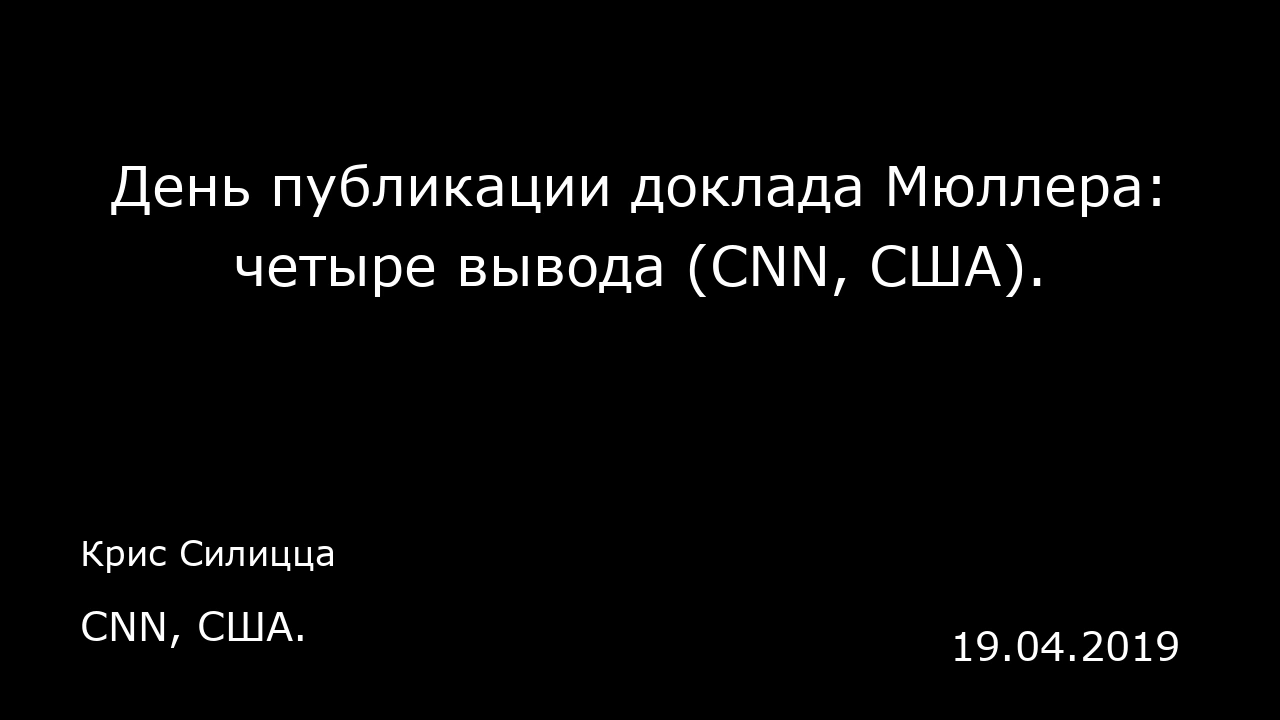 День публикации доклада Мюллера:
четыре вывода (CNN, США).
Крис Силицца
CNN, США.
19.04.2019